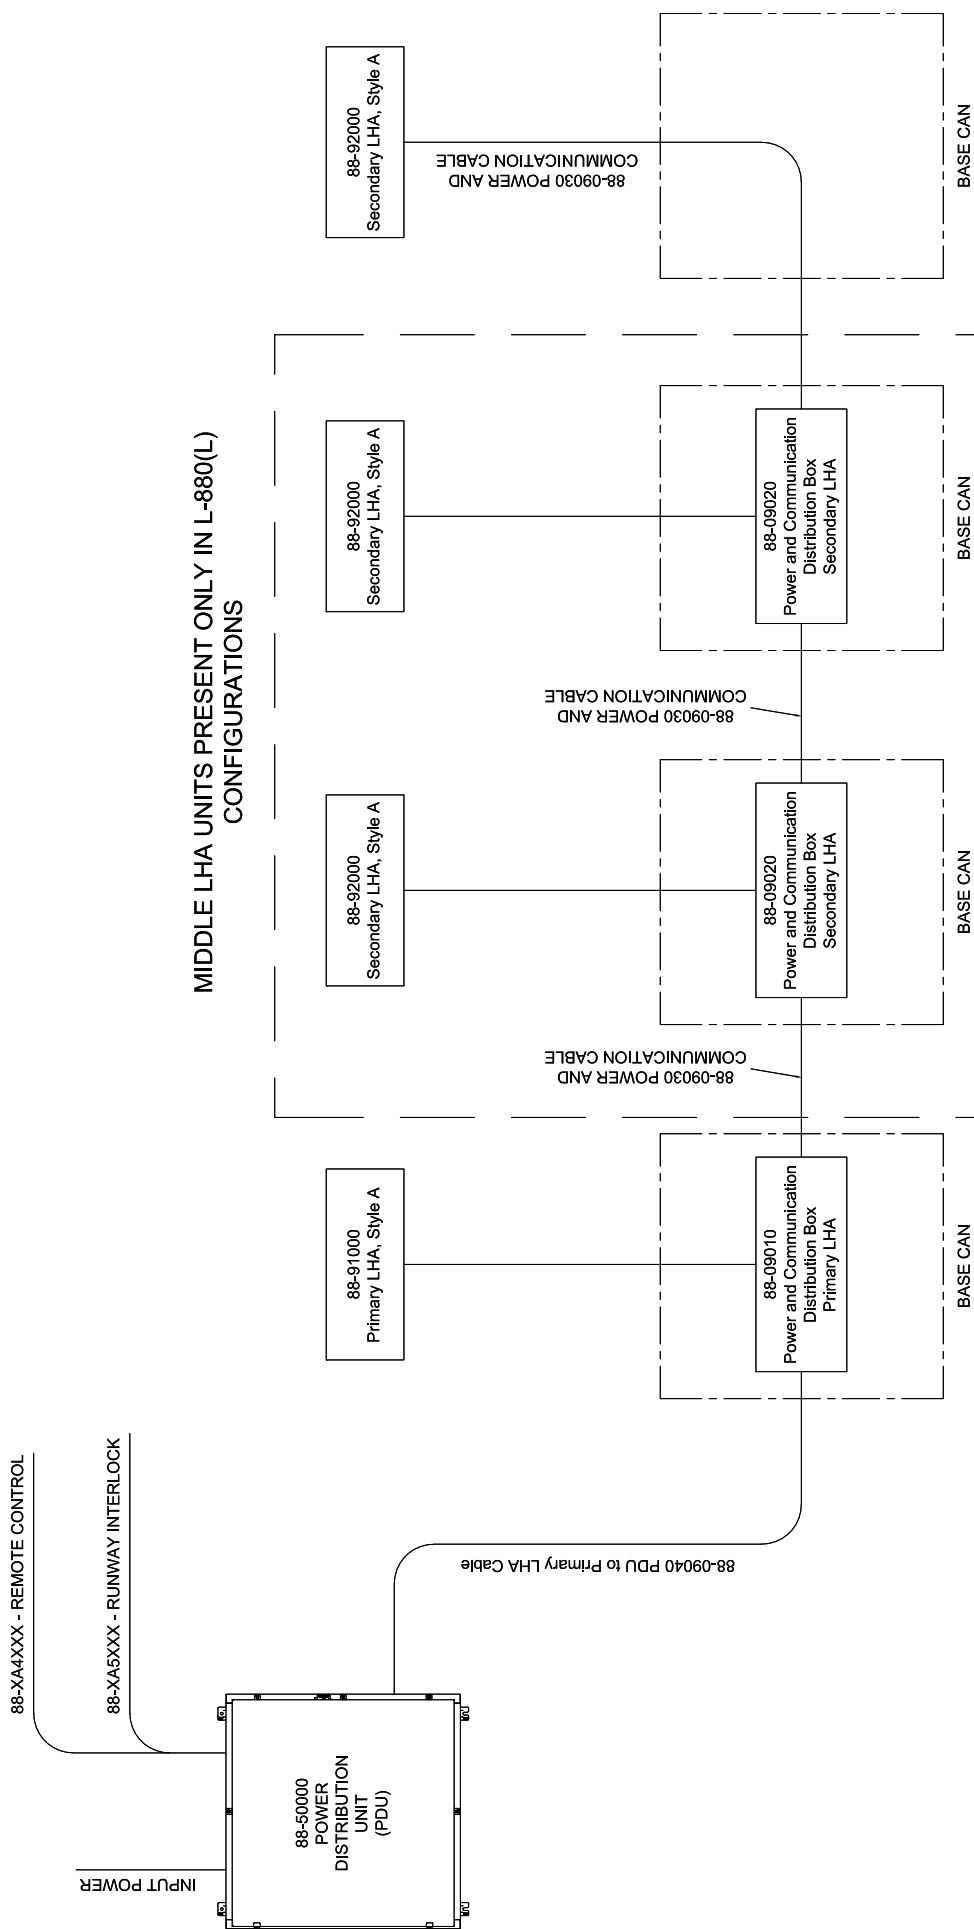 MIDDLE LHA UNITS PRESENT ONLY IN L-880(L)
CONFIGURATIONS
88-XA4XXX - REMOTE CONTROL
88-XA5XXX - RUNWAY INTERLOCK
INPUT POWER
88-50000
POWER
DISTRIBUTION
UNIT
(PDU)
88-09040 PDU to Primary LHA Cable
88-91000
Primary LHA, Style A
88-09010
Power and Communication
Distribution Box
Primary LHA
BASE CAN
88-09030 POWER AND
COMMUNICATION CABLE
88-92000
Secondary LHA, Style A
88-09020
Power and Communication
Distribution Box
Secondary LHA
BASE CAN
88-09030 POWER AND
COMMUNICATION CABLE
88-92000
Secondary LHA, Style A
88-09020
Power and Communication
Distribution Box
Secondary LHA
BASE CAN
88-92000
Secondary LHA, Style A
88-09030 POWER AND
COMMUNICATION CABLE
BASE CAN